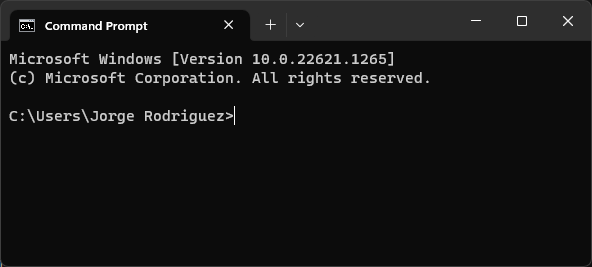 Command Prompt
Microsoft Windows [Version 10.0.22621.1265]
(c) Microsoft Corporation. All rights reserved.
C:\Users\Jorge Rodriguez>